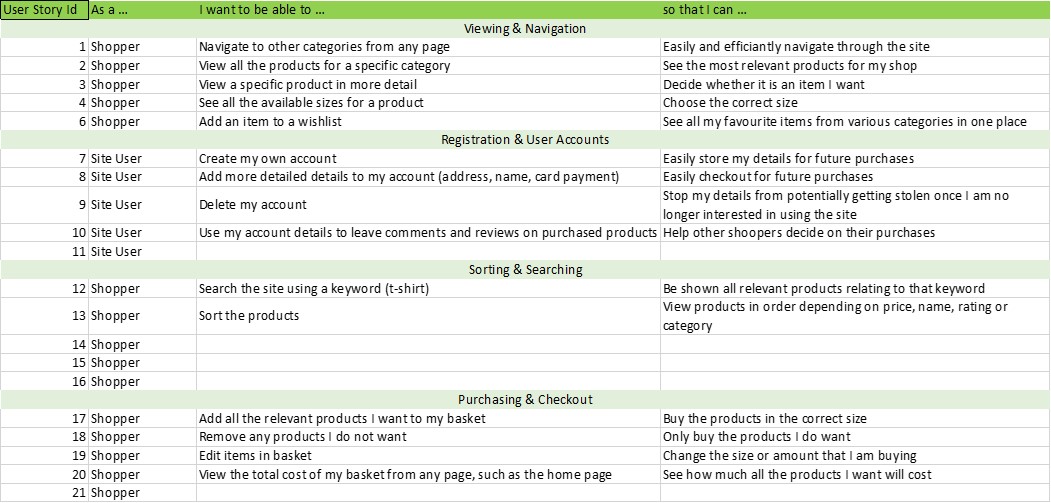 User Story Id As a ... I want to be able to ... so that I can ...
Viewing & Navigation
1 Shopper Navigate to other categories from any page Easily and efficiantly navigate through the site
2 Shopper View all the products for a specific category See the most relevant products for my shop
3 Shopper View a specific product in more detail Decide whether it is an item I want
4 Shopper See all the available sizes for a product Choose the correct size
6 Shopper Add an item to a wishlist See all my favourite items from various categories in one place
Registration & User Accounts
7 Site User Create my own account Easily store my details for future purchases
8 Site User Add more detailed details to my account (address, name, card payment) Easily checkout for future purchases
9 Site User Delete my account Stop my details from potentially getting stolen once I am no
longer interested in using the site
10 Site User Use my account details to leave comments and reviews on purchased products Help other shoopers decide on their purchases
11 Site User
Sorting & Searching
12 Shopper Search the site using a keyword (t-shirt) Be shown all relevant products relating to that keyword
13 Shopper Sort the products View products in order depending on price, name, rating or
category
14 Shopper
15 Shopper
16 Shopper
Purchasing & Checkout
17 Shopper Add all the relevant products I want to my basket Buy the products in the correct size
18 Shopper Remove any products I do not want Only buy the products I do want
19 Shopper Edit items in basket Change the size or amount that I am buying
20 Shopper View the total cost of my basket from any page, such as the home page See how much all the products I want will cost
21 Shopper